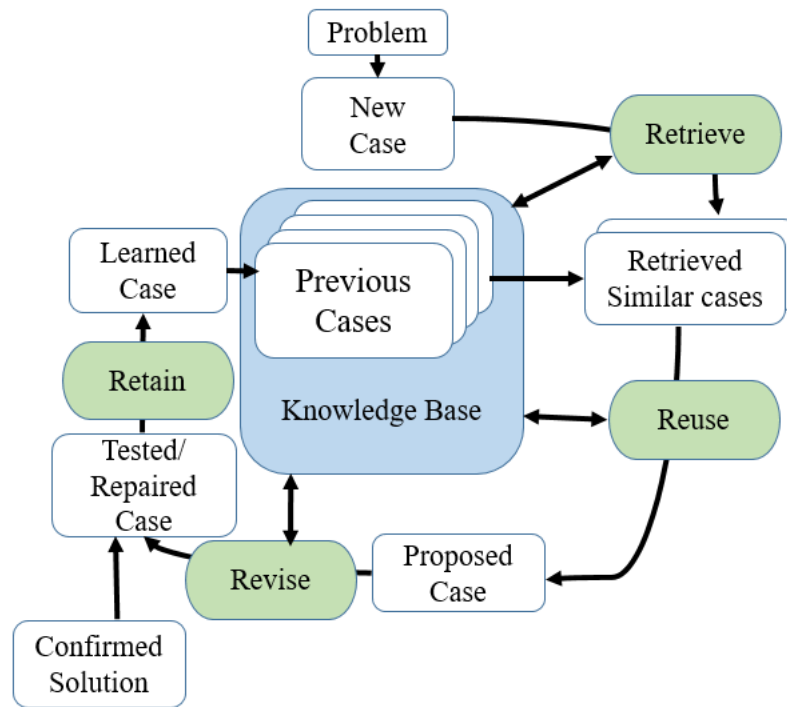 Problem
New
Case
Retrieve
Learned
Case
Previous
Cases
Retrieved
Similar cases
Retain
Knowledge Base
Reuse
Tested/
Repaired
Case
Revise
Proposed
Case
Confirmed
Solution